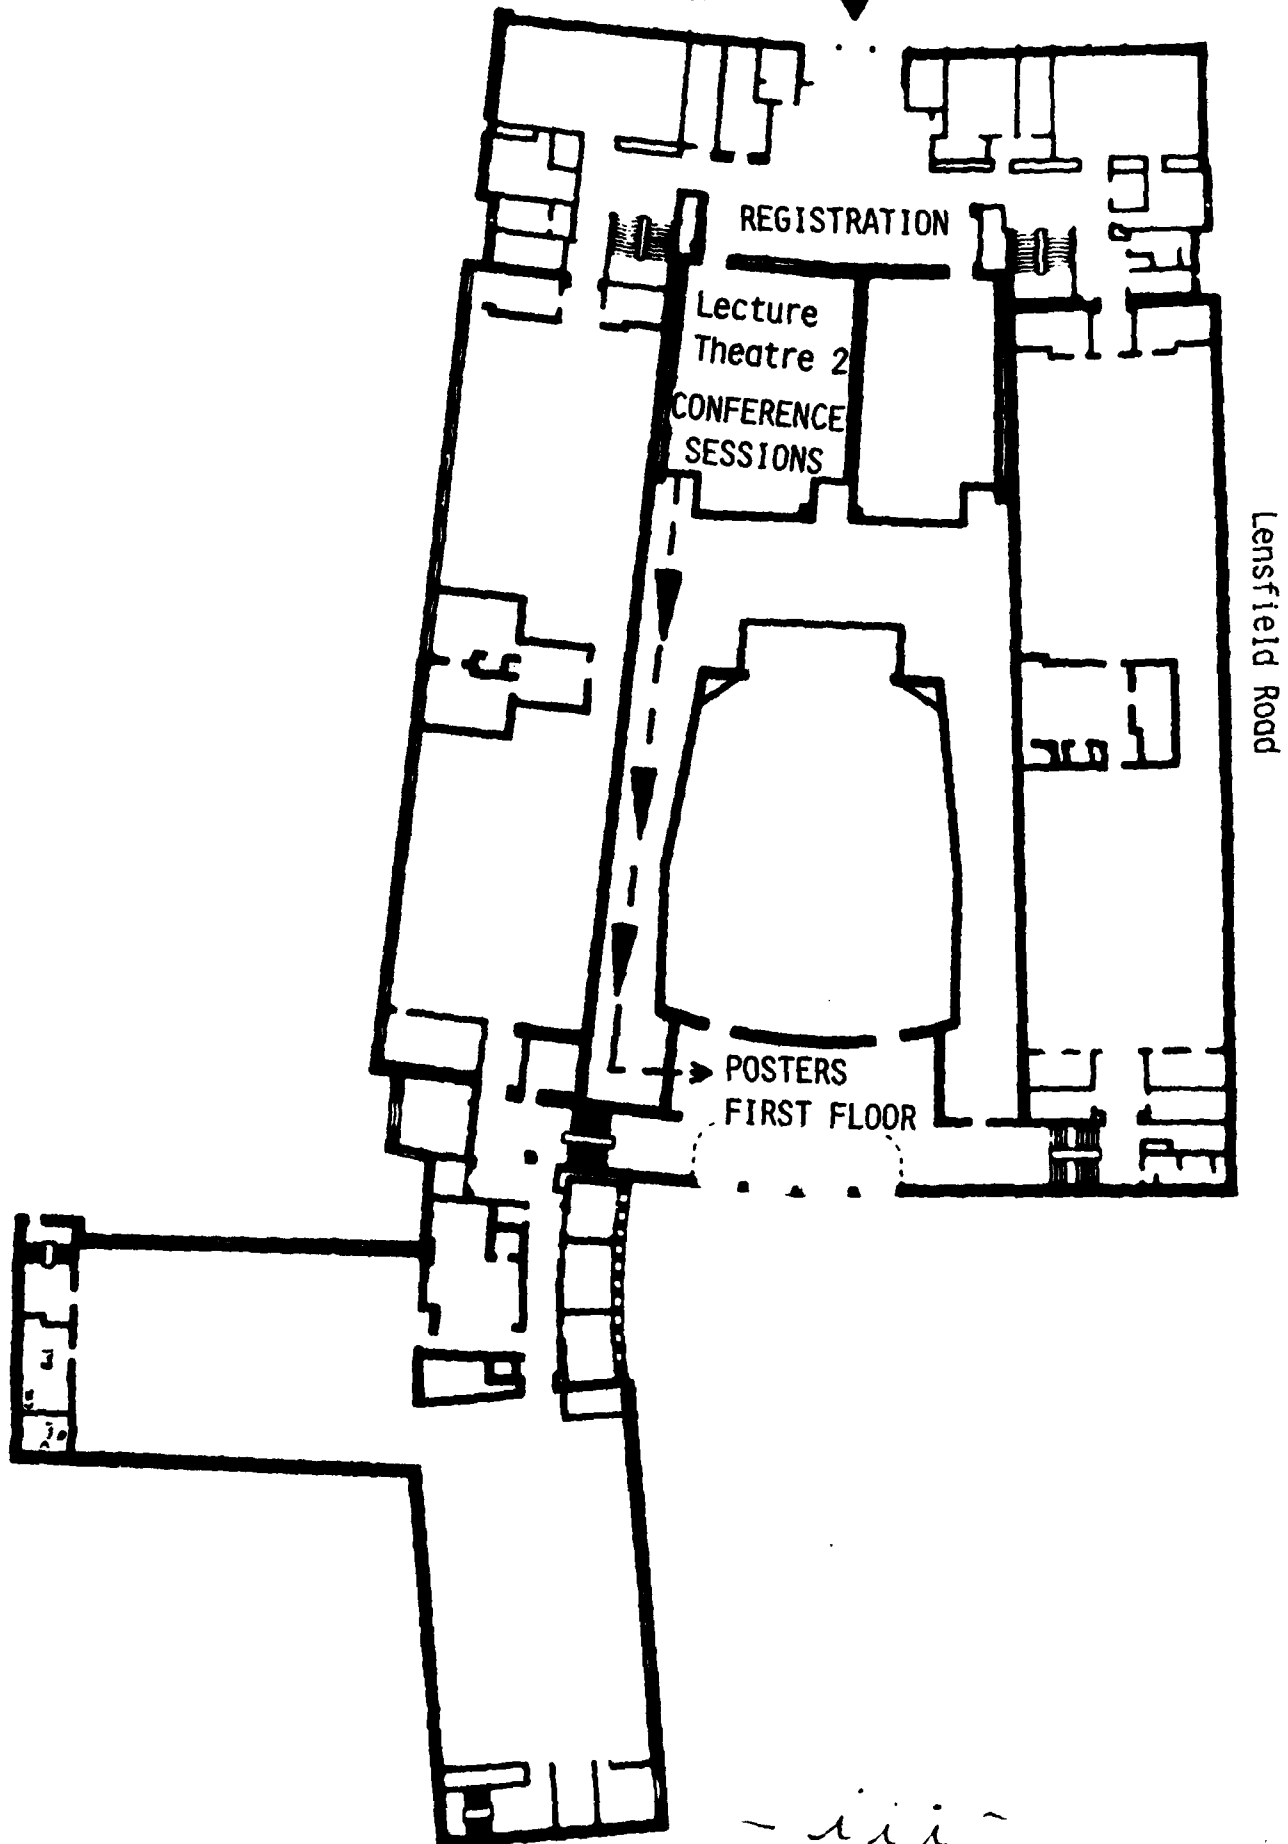 REGISTRATION
Lecture
Theatre 2
CONFERENCE
SESSIONS
Lensfield Road
POSTERS
FIRST FLOOR
- iii -